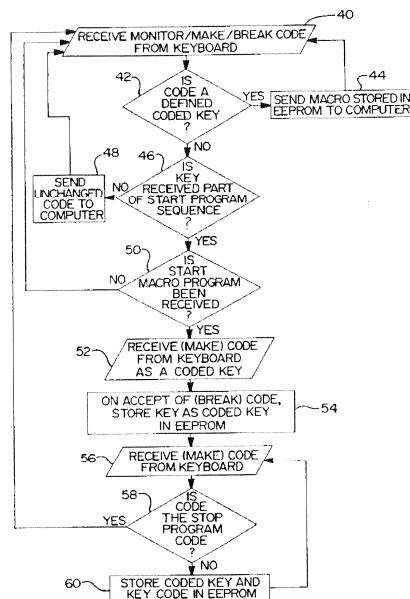 40
RECEIVE MONITOR/MAKE/BREAK CODE
FROM KEYBOARD
42
IS
CODE A
DEFINED
CODED KEY
?
YES
44
SEND MACRO STORED IN
EEPROM TO COMPUTER
NO
46
IS
KEY
RECEIVED PART
OF START PROGRAM
SEQUENCE
?
NO
48
SEND
UNCHANGED
CODE TO
COMPUTER
YES
50
IS
START
MACRO PROGRAM
BEEN
RECEIVED
?
NO
YES
52
RECEIVE (MAKE) CODE
FROM KEYBOARD
AS A CODED KEY
ON ACCEPT OF (BREAK) CODE,
STORE KEY AS CODED KEY
IN EEPROM
54
56
RECEIVE (MAKE) CODE
FROM KEYBOARD
58
IS
CODE
THE STOP
PROGRAM
CODE
?
YES
NO
60
STORE CODED KEY AND
KEY CODE IN EEPROM